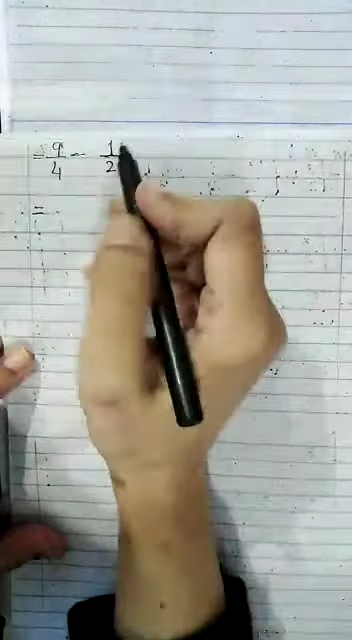 = 9/4 - 1/2
=